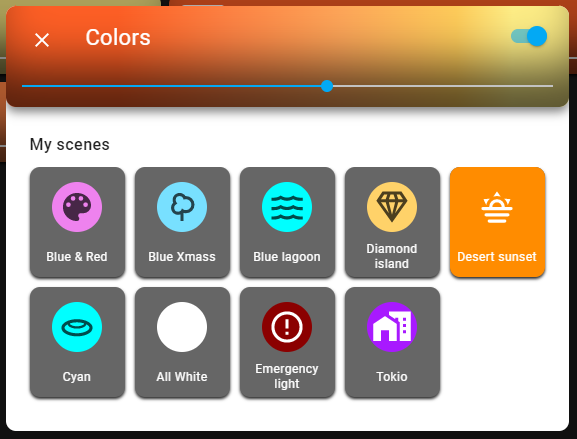 Colors
My scenes
Blue & Red
Blue Xmass
Blue lagoon
Diamond
island
Desert sunset
Cyan
All White
Emergency
light
Tokio